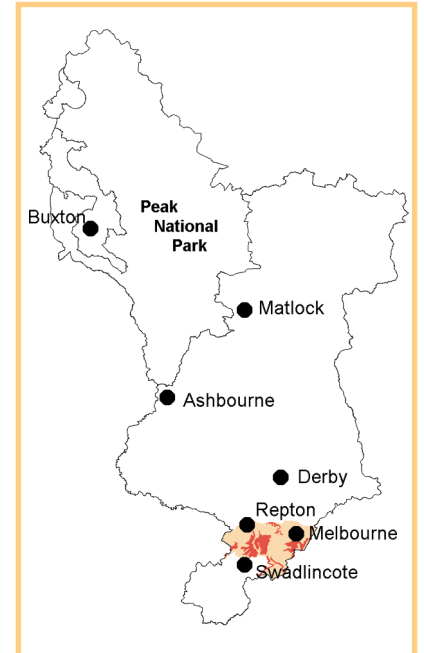 Peak
National
Park
Buxton
Matlock
Ashbourne
Derby
Repton
Melbourne
Swadlincote